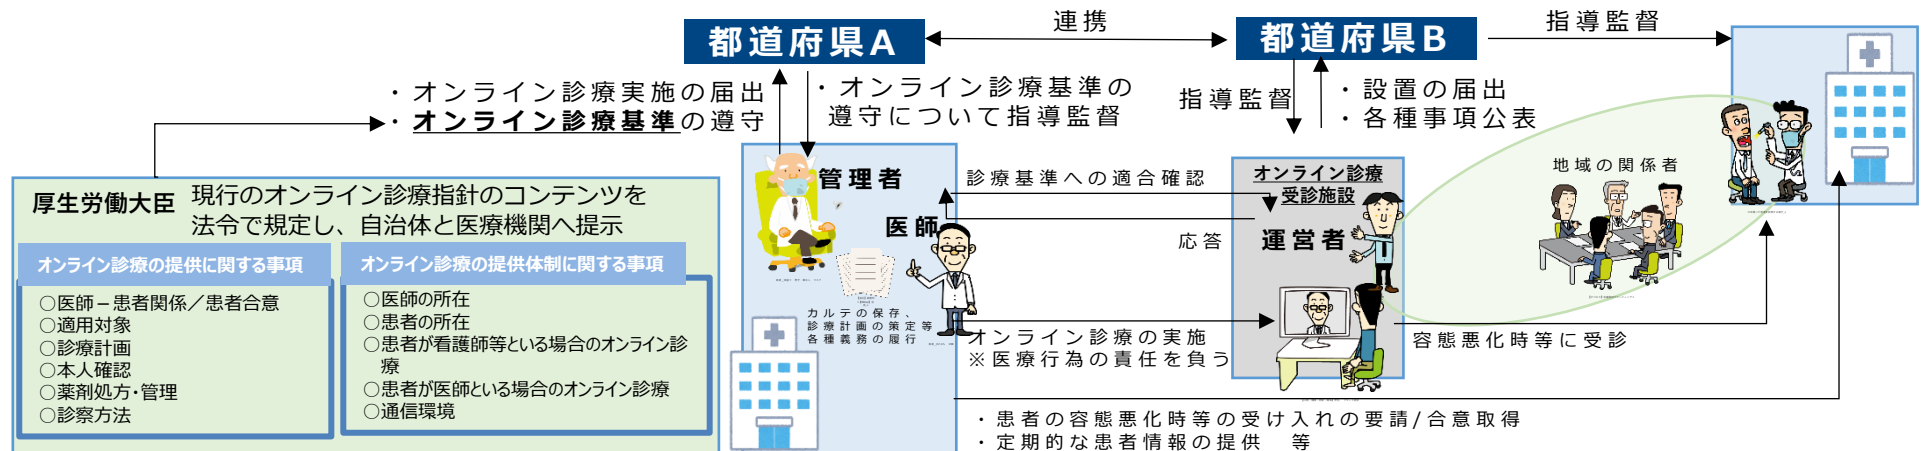 都道府県A
連携
都道府県B
指導監督
・オンライン診療実施の届出
・オンライン診療基準の遵守
・オンライン診療基準の
遵守について指導監督
指導監督
・設置の届出
・各種事項公表
厚生労働大臣
現行のオンライン診療指針のコンテンツを
法令で規定し、自治体と医療機関へ提示
オンライン診療の提供に関する事項
○医師－患者関係／患者合意
○適用対象
○診療計画
○本人確認
○薬剤処方・管理
○診察方法
オンライン診療の提供体制に関する事項
○医師の所在
○患者の所在
○患者が看護師等といる場合のオンライン診
療
○患者が医師といる場合のオンライン診療
○通信環境
管理者
医師
カルテの保存、
診療計画の策定等
各種義務の履行
診療基準への適合確認
応答
オンライン診療の実施
※医療行為の責任を負う
オンライン診療
受診施設
運営者
地域の関係者
容態悪化時等に受診
・患者の容態悪化時等の受け入れの要請/合意取得
・定期的な患者情報の提供　等